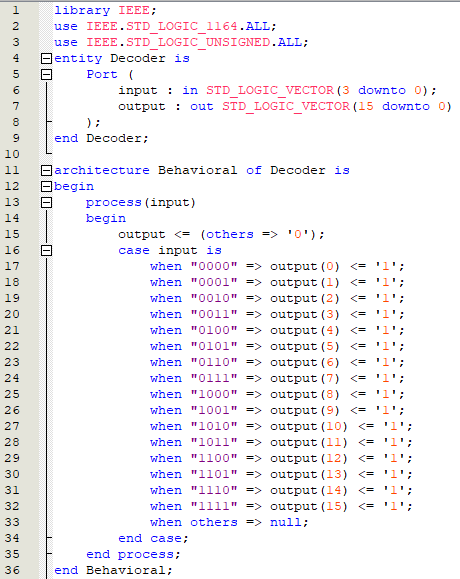 1 library IEEE;
2 use IEEE.STD_LOGIC_1164.ALL;
3 use IEEE.STD_LOGIC_UNSIGNED.ALL;
4 entity Decoder is
5     Port (
6         input : in STD_LOGIC_VECTOR(3 downto 0);
7         output : out STD_LOGIC_VECTOR(15 downto 0)
8     );
9 end Decoder;
10
11 architecture Behavioral of Decoder is
12 begin
13     process(input)
14     begin
15         output <= (others => '0');
16         case input is
17             when "0000" => output(0) <= '1';
18             when "0001" => output(1) <= '1';
19             when "0010" => output(2) <= '1';
20             when "0011" => output(3) <= '1';
21             when "0100" => output(4) <= '1';
22             when "0101" => output(5) <= '1';
23             when "0110" => output(6) <= '1';
24             when "0111" => output(7) <= '1';
25             when "1000" => output(8) <= '1';
26             when "1001" => output(9) <= '1';
27             when "1010" => output(10) <= '1';
28             when "1011" => output(11) <= '1';
29             when "1100" => output(12) <= '1';
30             when "1101" => output(13) <= '1';
31             when "1110" => output(14) <= '1';
32             when "1111" => output(15) <= '1';
33             when others => null;
34         end case;
35     end process;
36 end Behavioral;